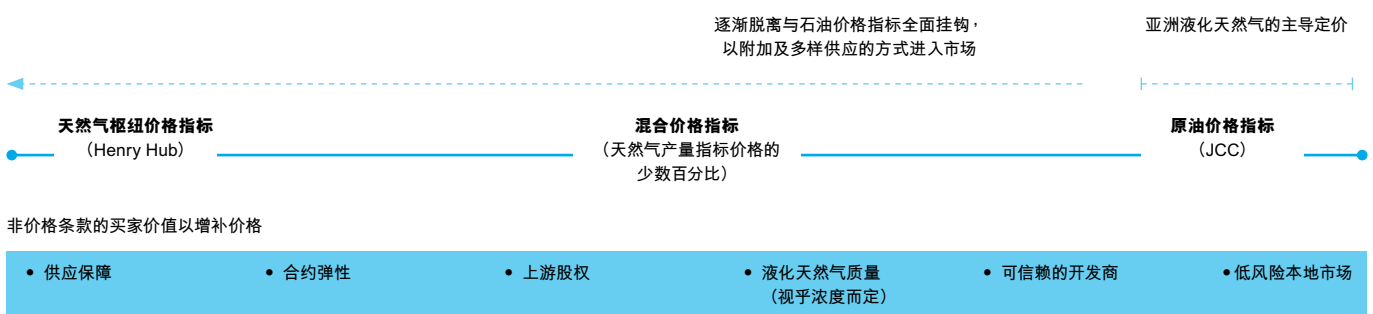 逐渐脱离与石油价格指标全面挂钩，
以附加及多样供应的方式进入市场
亚洲液化天然气的主导定价
天然气枢纽价格指标
（Henry Hub）
混合价格指标
（天然气产量指标价格的
少数百分比）
原油价格指标
（JCC）
非价格条款的买家价值以增补价格
• 供应保障
• 合约弹性
• 上游股权
• 液化天然气质量
（视乎浓度而定）
• 可信赖的开发商
•低风险本地市场